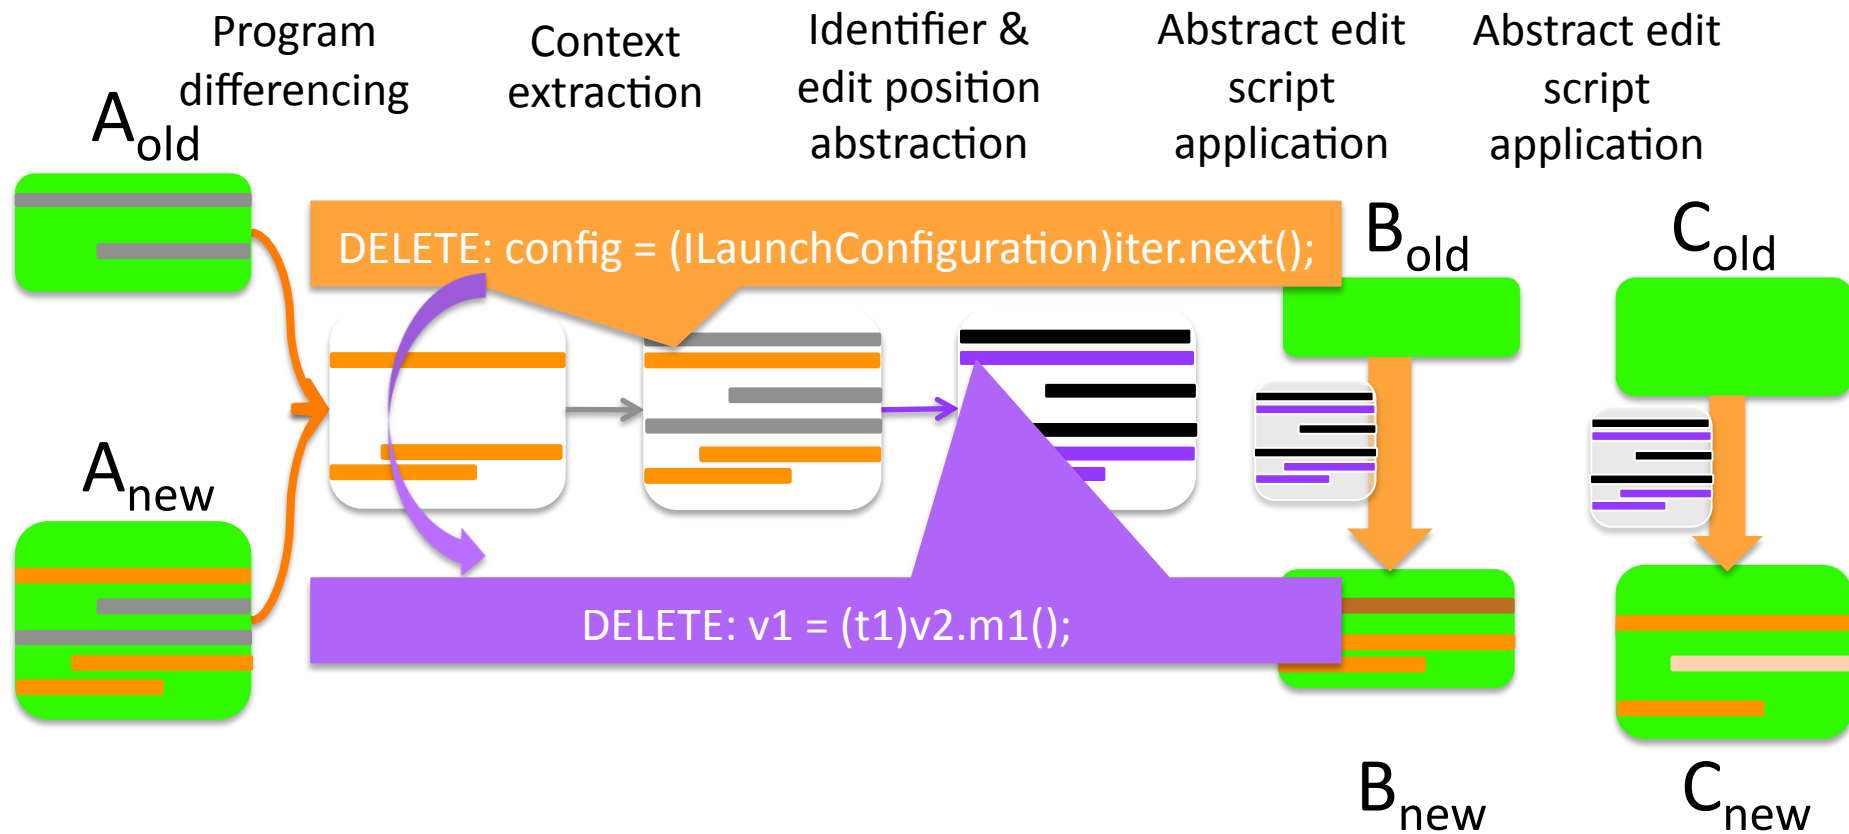 Program
differencing
Context
extraction
Identifier &
edit position
abstraction
Abstract edit
script
application
Abstract edit
script
application
A
old
DELETE: config = (ILaunchConfiguration)iter.next();
B
old
C
old
A
new
DELETE: v1 = (t1)v2.m1();
B
new
C
new